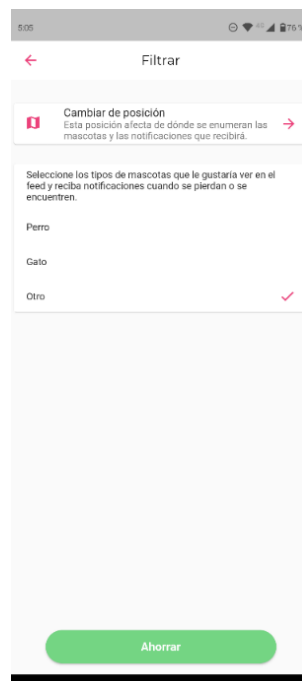 5:05
4G
76%
Filtrar
Cambiar de posición
Esta posición afecta de dónde se enumeran las
mascotas y las notificaciones que recibirá.
Seleccione los tipos de mascotas que le gustaría ver en el
feed y reciba notificaciones cuando se pierdan o se
encuentren.
Perro
Gato
Otro
Ahorrar